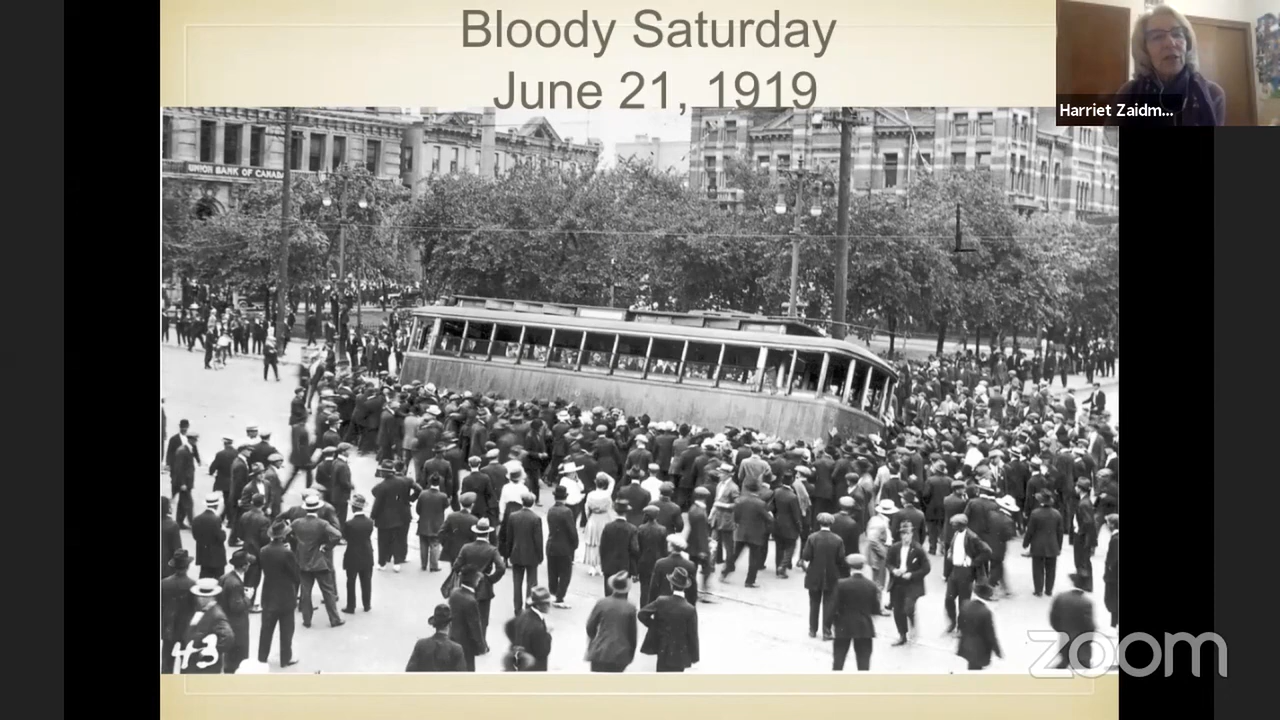 Bloody Saturday
June 21, 1919
Harriet Zaidm...
UNION BANK OF CANADA
43
zoom